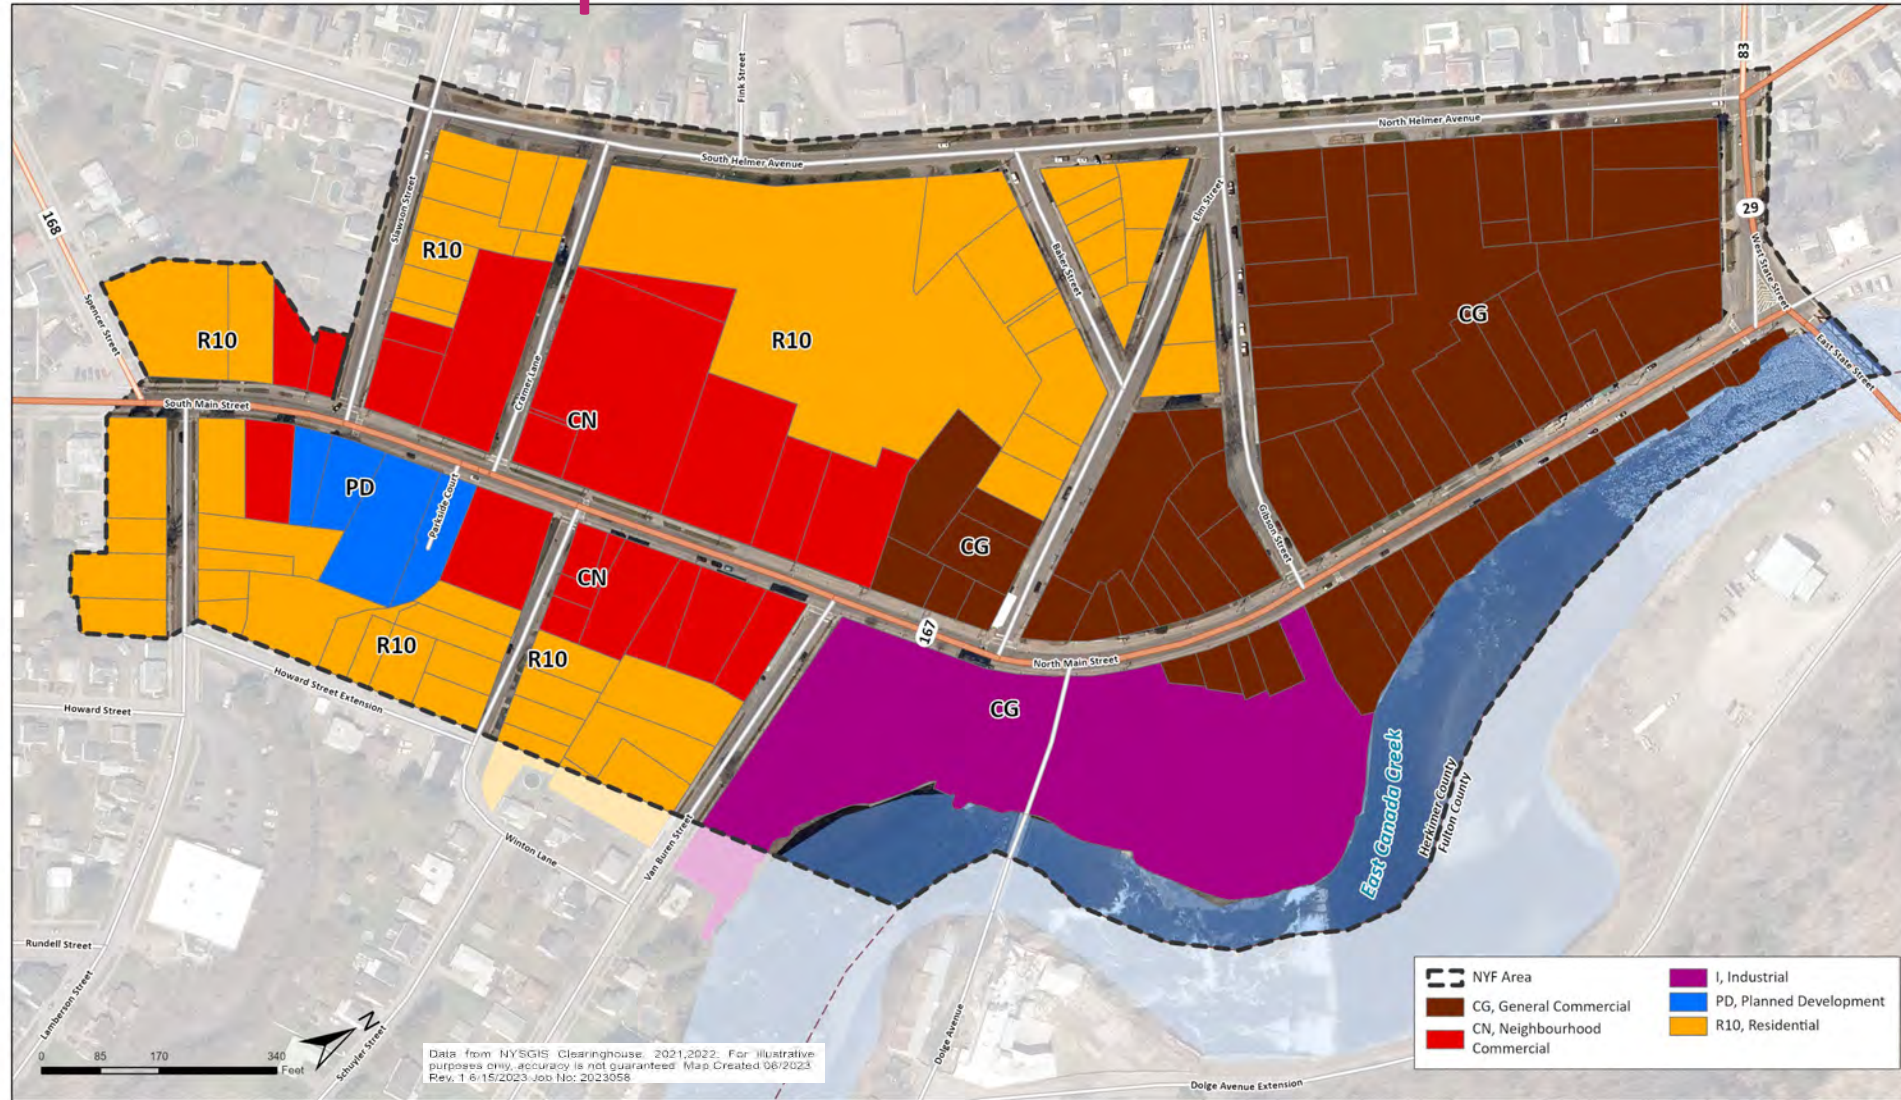 Fink Street
83
North Helmer Avenue
South Helmer Avenue
Slawson Street
Elm Street
29
168
R10
Baker Street
West State Street
Spencer Street
R10
R10
CG
East State Street
Cramer Lane
South Main Street
CN
PD
Parkside Court
Gibson Street
CG
CN
167
R10
R10
North Main Street
Howard Street Extension
Howard Street
CG
East Canada Creek
Herkimer County
Fulton County
Winton Lane
Van Buren Street
Rundell Street
Lamberson Street
Schuyler Street
Dolge Avenue
Dolge Avenue Extension
N
0 85 170 340
Feet
Data from NYSGIS Clearinghouse, 2021,2022. For illustrative
purposes only, accuracy is not guaranteed Map Created 06/2023
Rev. 1 6/15/2023 Job No: 2023058
NYF Area
CG, General Commercial
CN, Neighbourhood
Commercial
I, Industrial
PD, Planned Development
R10, Residential